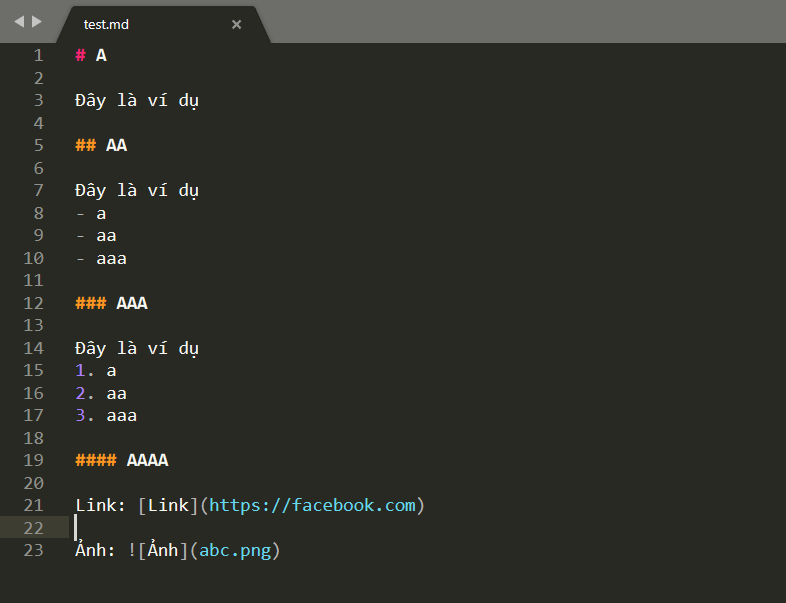 test.md
1 # A
2
3 Đây là ví dụ
4
5 ## AA
6
7 Đây là ví dụ
8 - a
9 - aa
10 - aaa
11
12 ### AAA
13
14 Đây là ví dụ
15 1. a
16 2. aa
17 3. aaa
18
19 #### AAAA
20
21 Link: [Link](https://facebook.com)
22
23 Ảnh: ![Ảnh](abc.png)